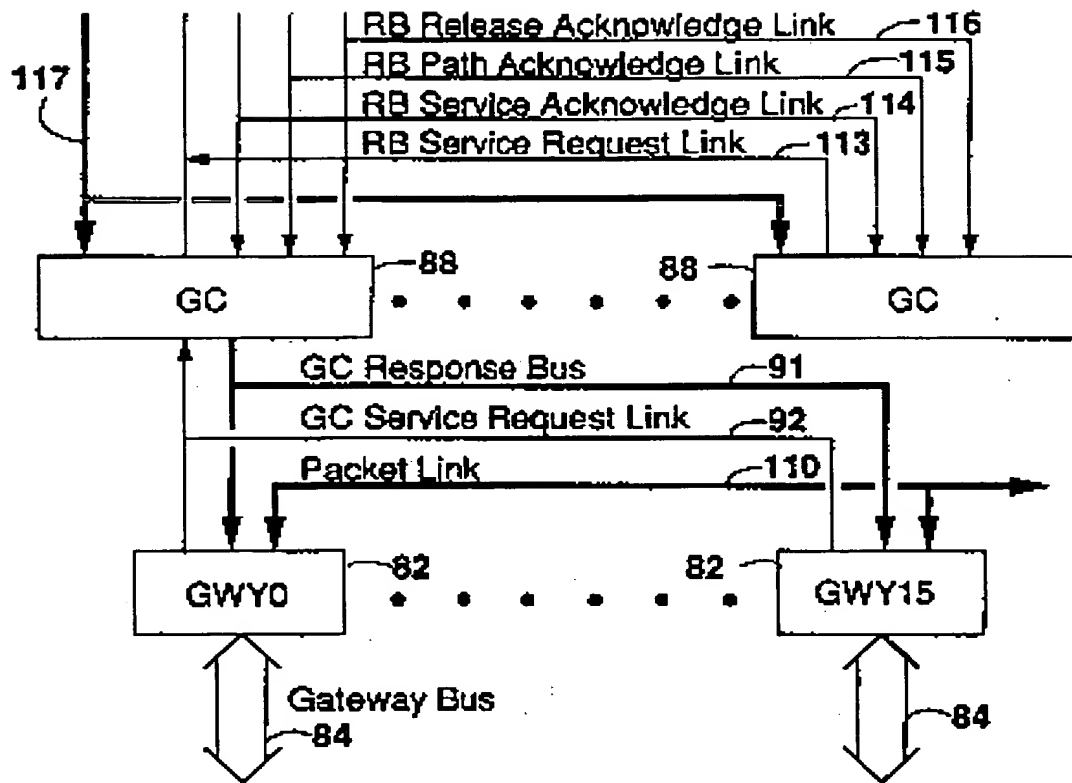 RB Release Acknowledge Link 116
117
RB Path Acknowledge Link 115
RB Service Acknowledge Link 114
RB Service Request Link 113
88
88
GC
GC
GC Response Bus 91
GC Service Request Link 92
Packet Link 110
82
82
GWY0
GWY15
Gateway Bus
84
84